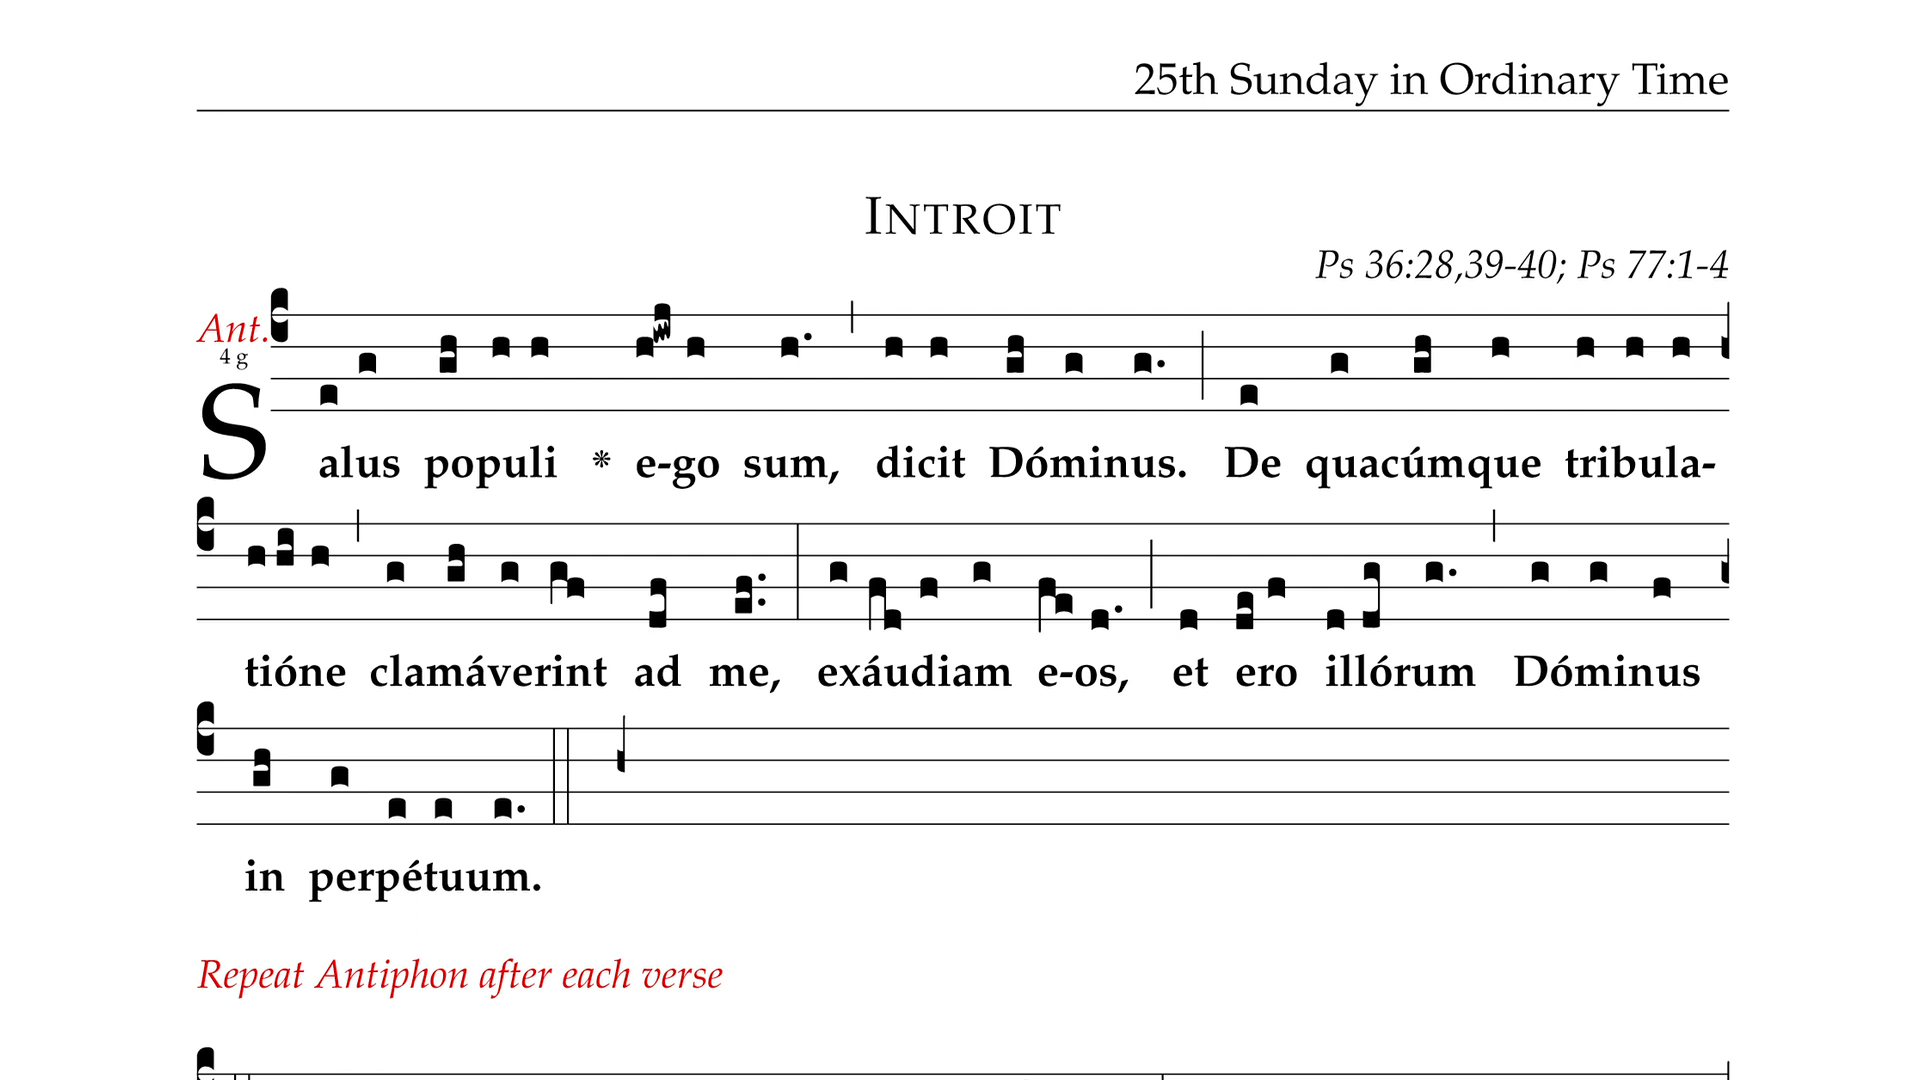 25th Sunday in Ordinary Time
INTROIT
Ps 36:28,39-40; Ps 77:1-4
Ant.
4 g
Salus populi * e-go sum, dicit Dóminus. De quacúmque tribula-
tióne clamáverint ad me, exáudiam e-os, et ero illórum Dóminus
in perpétuum.
Repeat Antiphon after each verse